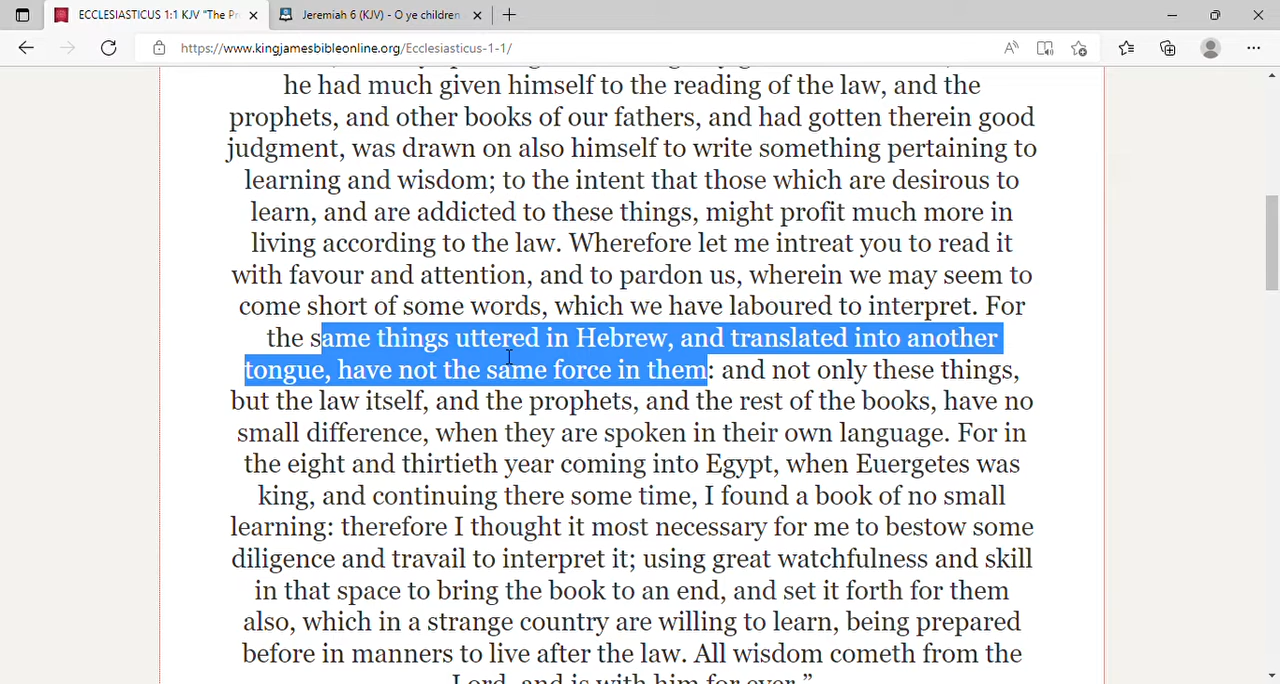 ECCLESIASTICUS 1:1 KJV "The Pr
Jeremiah 6 (KJV) - O ye children
https://www.kingjamesbibleonline.org/Ecclesiasticus-1-1/
he had much given himself to the reading of the law, and the
prophets, and other books of our fathers, and had gotten therein good
judgment, was drawn on also himself to write something pertaining to
learning and wisdom; to the intent that those which are desirous to
learn, and are addicted to these things, might profit much more in
living according to the law. Wherefore let me intreat you to read it
with favour and attention, and to pardon us, wherein we may seem to
come short of some words, which we have laboured to interpret. For
the same things uttered in Hebrew, and translated into another
tongue, have not the same force in them: and not only these things,
but the law itself, and the prophets, and the rest of the books, have no
small difference, when they are spoken in their own language. For in
the eight and thirtieth year coming into Egypt, when Euergetes was
king, and continuing there some time, I found a book of no small
learning: therefore I thought it most necessary for me to bestow some
diligence and travail to interpret it; using great watchfulness and skill
in that space to bring the book to an end, and set it forth for them
also, which in a strange country are willing to learn, being prepared
before in manners to live after the law. All wisdom cometh from the
Lord, and is with him for ever."